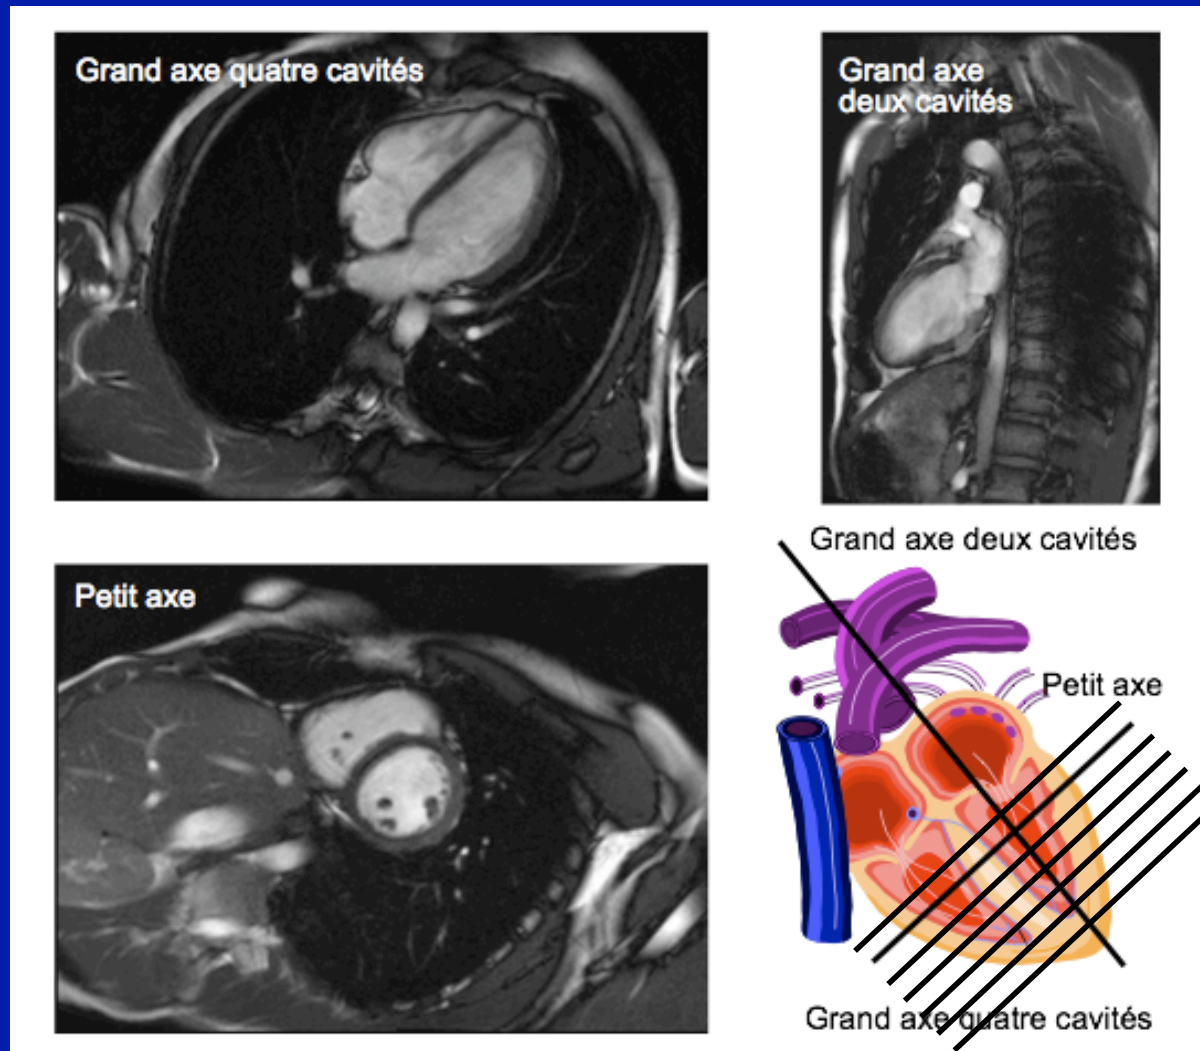 Grand axe quatre cavités
Grand axe
deux cavités
Grand axe deux cavités
Petit axe
Petit axe
Grand axe quatre cavités